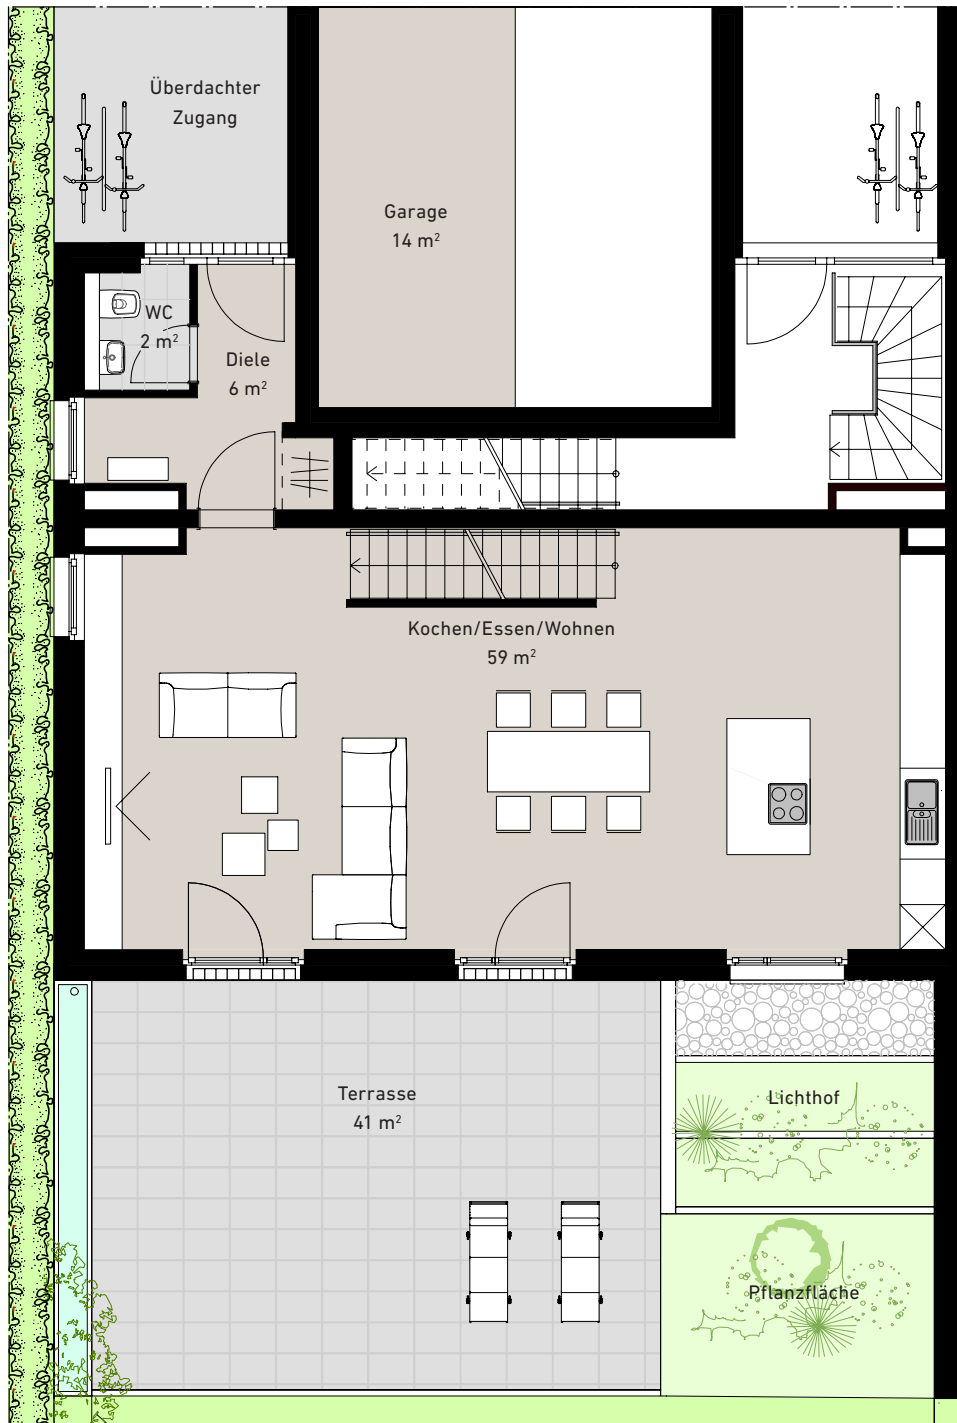 Überdachter
Zugang
Garage
14 m²
WC
2 m²
Diele
6 m²
Kochen/Essen/Wohnen
59 m²
Terrasse
41 m²
Lichthof
Pflanzfläche